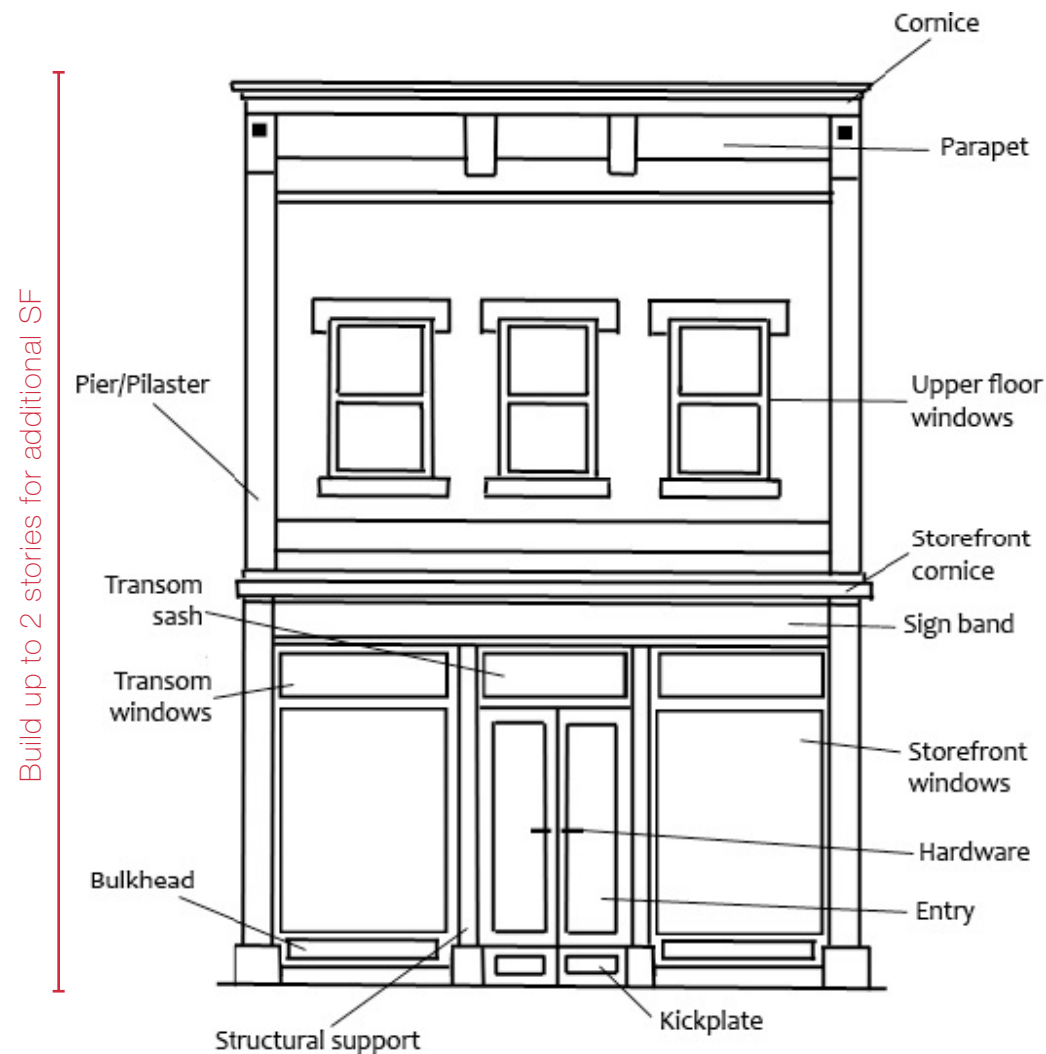 Cornice
Parapet
Build up to 2 stories for additional SF
Pier/Pilaster
Upper floor
windows
Storefront
cornice
Transom
sash
Sign band
Transom
windows
Storefront
windows
Hardware
Bulkhead
Entry
Kickplate
Structural support